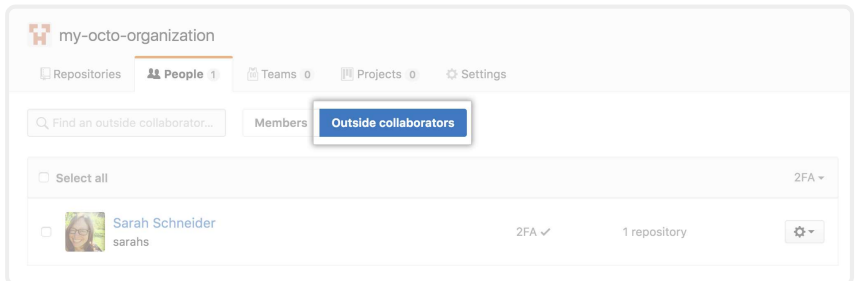 my-octo-organization
Repositories People 1 Teams 0 Projects 0 Settings
Find an outside collaborator... Members Outside collaborators
Select all 2FA
Sarah Schneider
sarahs 2FA ✓ 1 repository